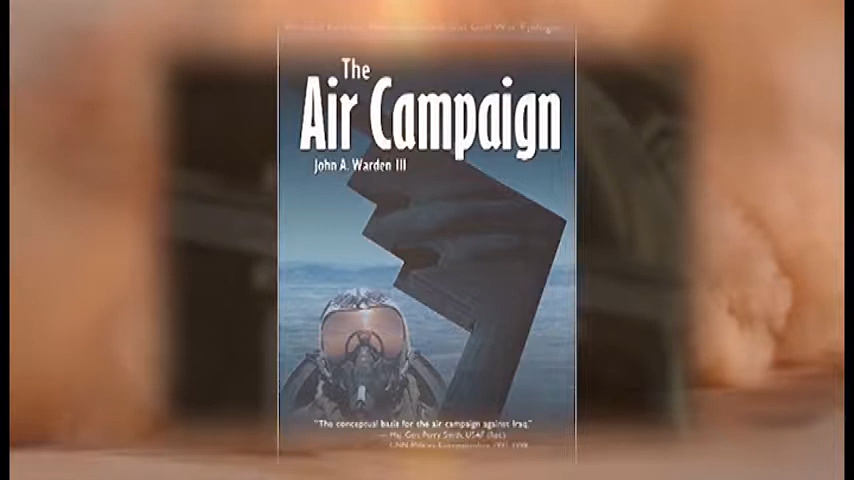 The
Air Campaign
John A. Warden III
"The conceptual basis for the air campaign against Iraq."
— Maj. Gen. Perry Smith, USAF (Ret.)